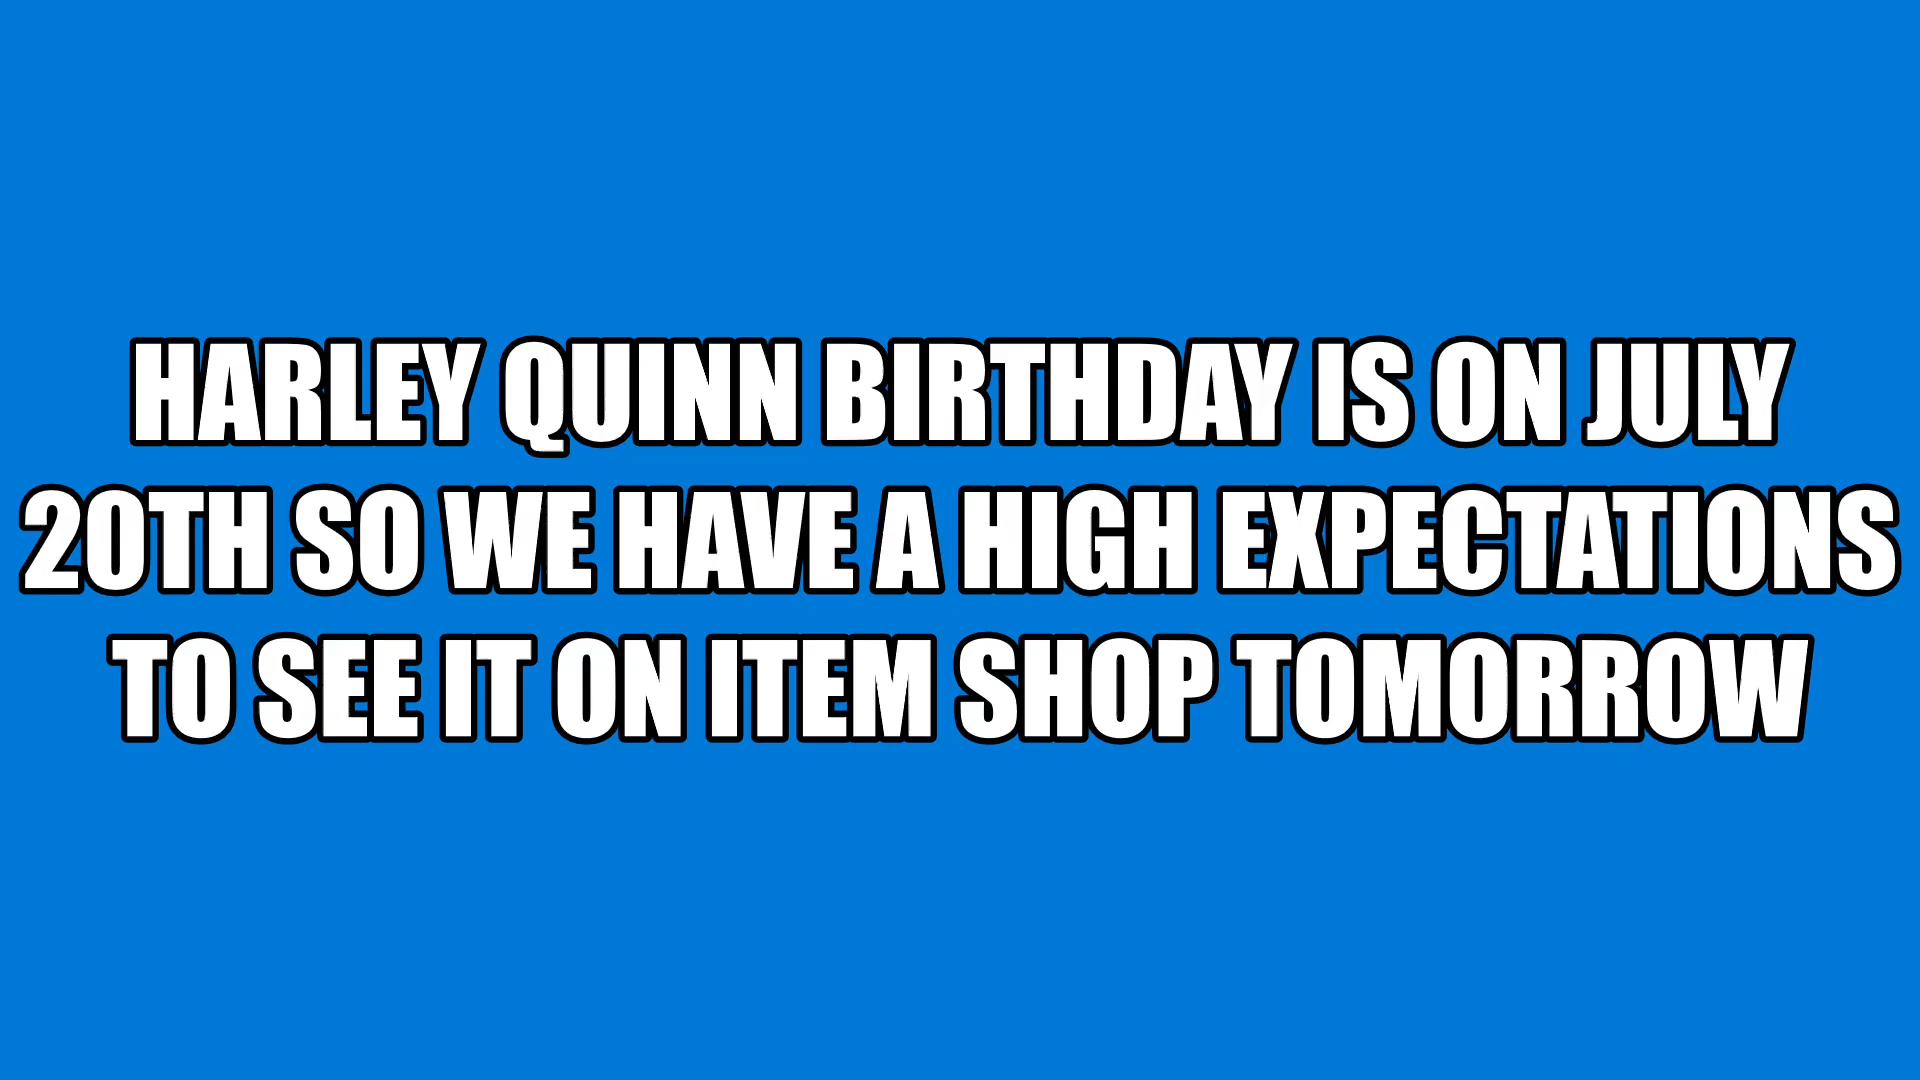 HARLEY QUINN BIRTHDAY IS ON JULY
20TH SO WE HAVE A HIGH EXPECTATIONS
TO SEE IT ON ITEM SHOP TOMORROW